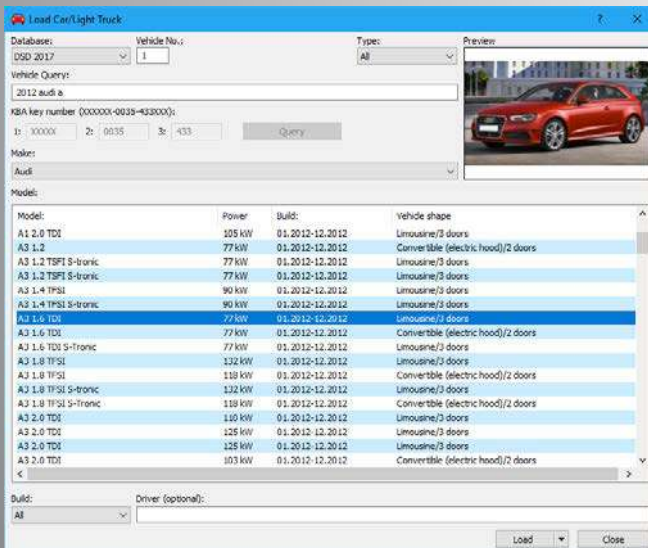 Load Car/Light Truck ? ×
Database: Vehicle No.: Type: Preview
DSD 2017 1 All
Vehicle Query:
2012 audi a
KBA key number (XXXXXX-0035-433XXX):
1: XXXXX 2: 0035 3: 433 Query
Make:
Audi
Model:
Model: Power Build: Vehicle shape
A1 2.0 TDI 105 kW 01.2012-12.2012 Limousine/3 doors
A3 1.2 77 kW 01.2012-12.2012 Convertible (electric hood)/2 doors
A3 1.2 TSFI S-tronic 77 kW 01.2012-12.2012 Limousine/3 doors
A3 1.2 TSFI S-tronic 77 kW 01.2012-12.2012 Limousine/3 doors
A3 1.4 TFSI 90 kW 01.2012-12.2012 Limousine/3 doors
A3 1.4 TFSI S-tronic 90 kW 01.2012-12.2012 Limousine/3 doors
A3 1.6 TDI 77 kW 01.2012-12.2012 Limousine/3 doors
A3 1.6 TDI 77 kW 01.2012-12.2012 Convertible (electric hood)/2 doors
A3 1.6 TDI S-Tronic 77 kW 01.2012-12.2012 Limousine/3 doors
A3 1.8 TFSI 132 kW 01.2012-12.2012 Limousine/3 doors
A3 1.8 TFSI 118 kW 01.2012-12.2012 Convertible (electric hood)/2 doors
A3 1.8 TFSI S-tronic 132 kW 01.2012-12.2012 Limousine/3 doors
A3 1.8 TFSI S-Tronic 118 kW 01.2012-12.2012 Convertible (electric hood)/2 doors
A3 2.0 TDI 110 kW 01.2012-12.2012 Limousine/3 doors
A3 2.0 TDI 125 kW 01.2012-12.2012 Limousine/3 doors
A3 2.0 TDI 125 kW 01.2012-12.2012 Limousine/3 doors
A3 2.0 TDI 103 kW 01.2012-12.2012 Convertible (electric hood)/2 doors
Build: Driver (optional):
All
Load Close